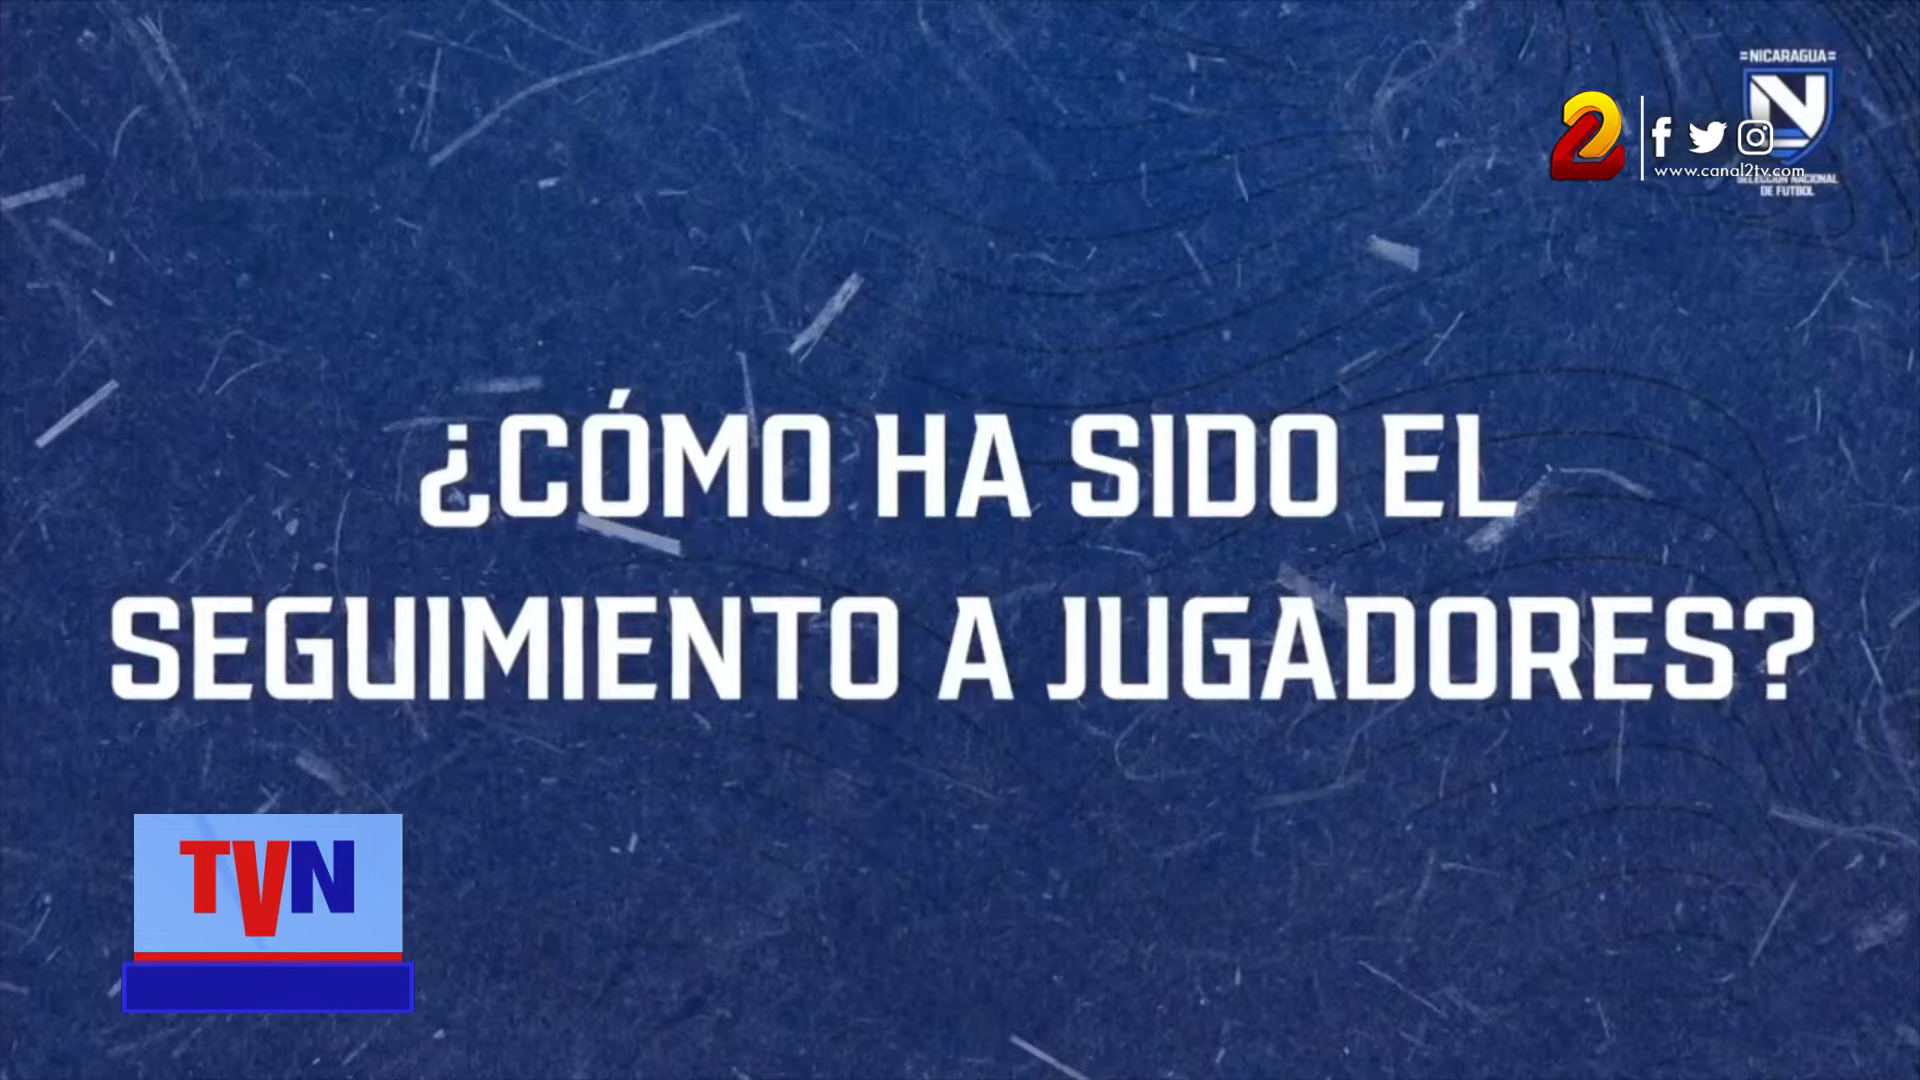 =NICARAGUA=
N
2
www.canal2tv.com
SELECCIÓN NACIONAL
DE FUTBOL
¿CÓMO HA SIDO EL
SEGUIMIENTO A JUGADORES?
TVN